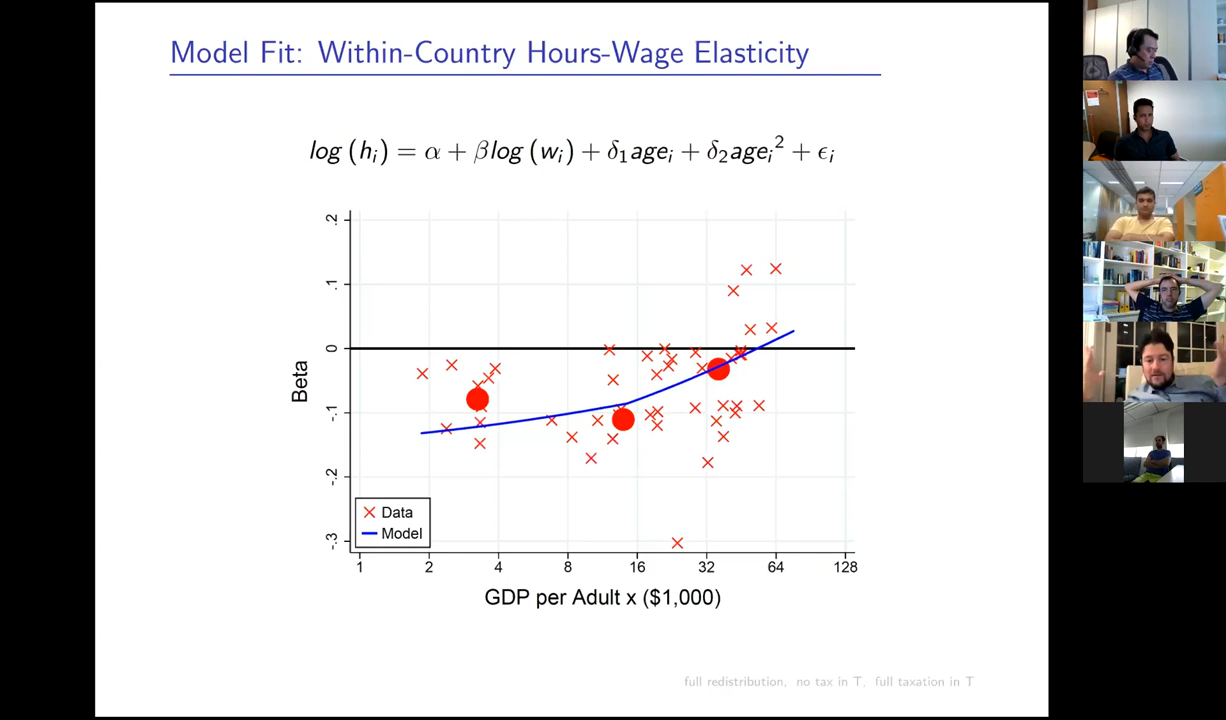 Model Fit: Within-Country Hours-Wage Elasticity
log (hᵢ) = α + βlog (wᵢ) + δ₁ageᵢ + δ₂ageᵢ² + ϵᵢ
.2
.1
0
-.1
-.2
-.3
Beta
× Data
Model
1 2 4 8 16 32 64 128
GDP per Adult x ($1,000)
full redistribution, no tax in T, full taxation in T